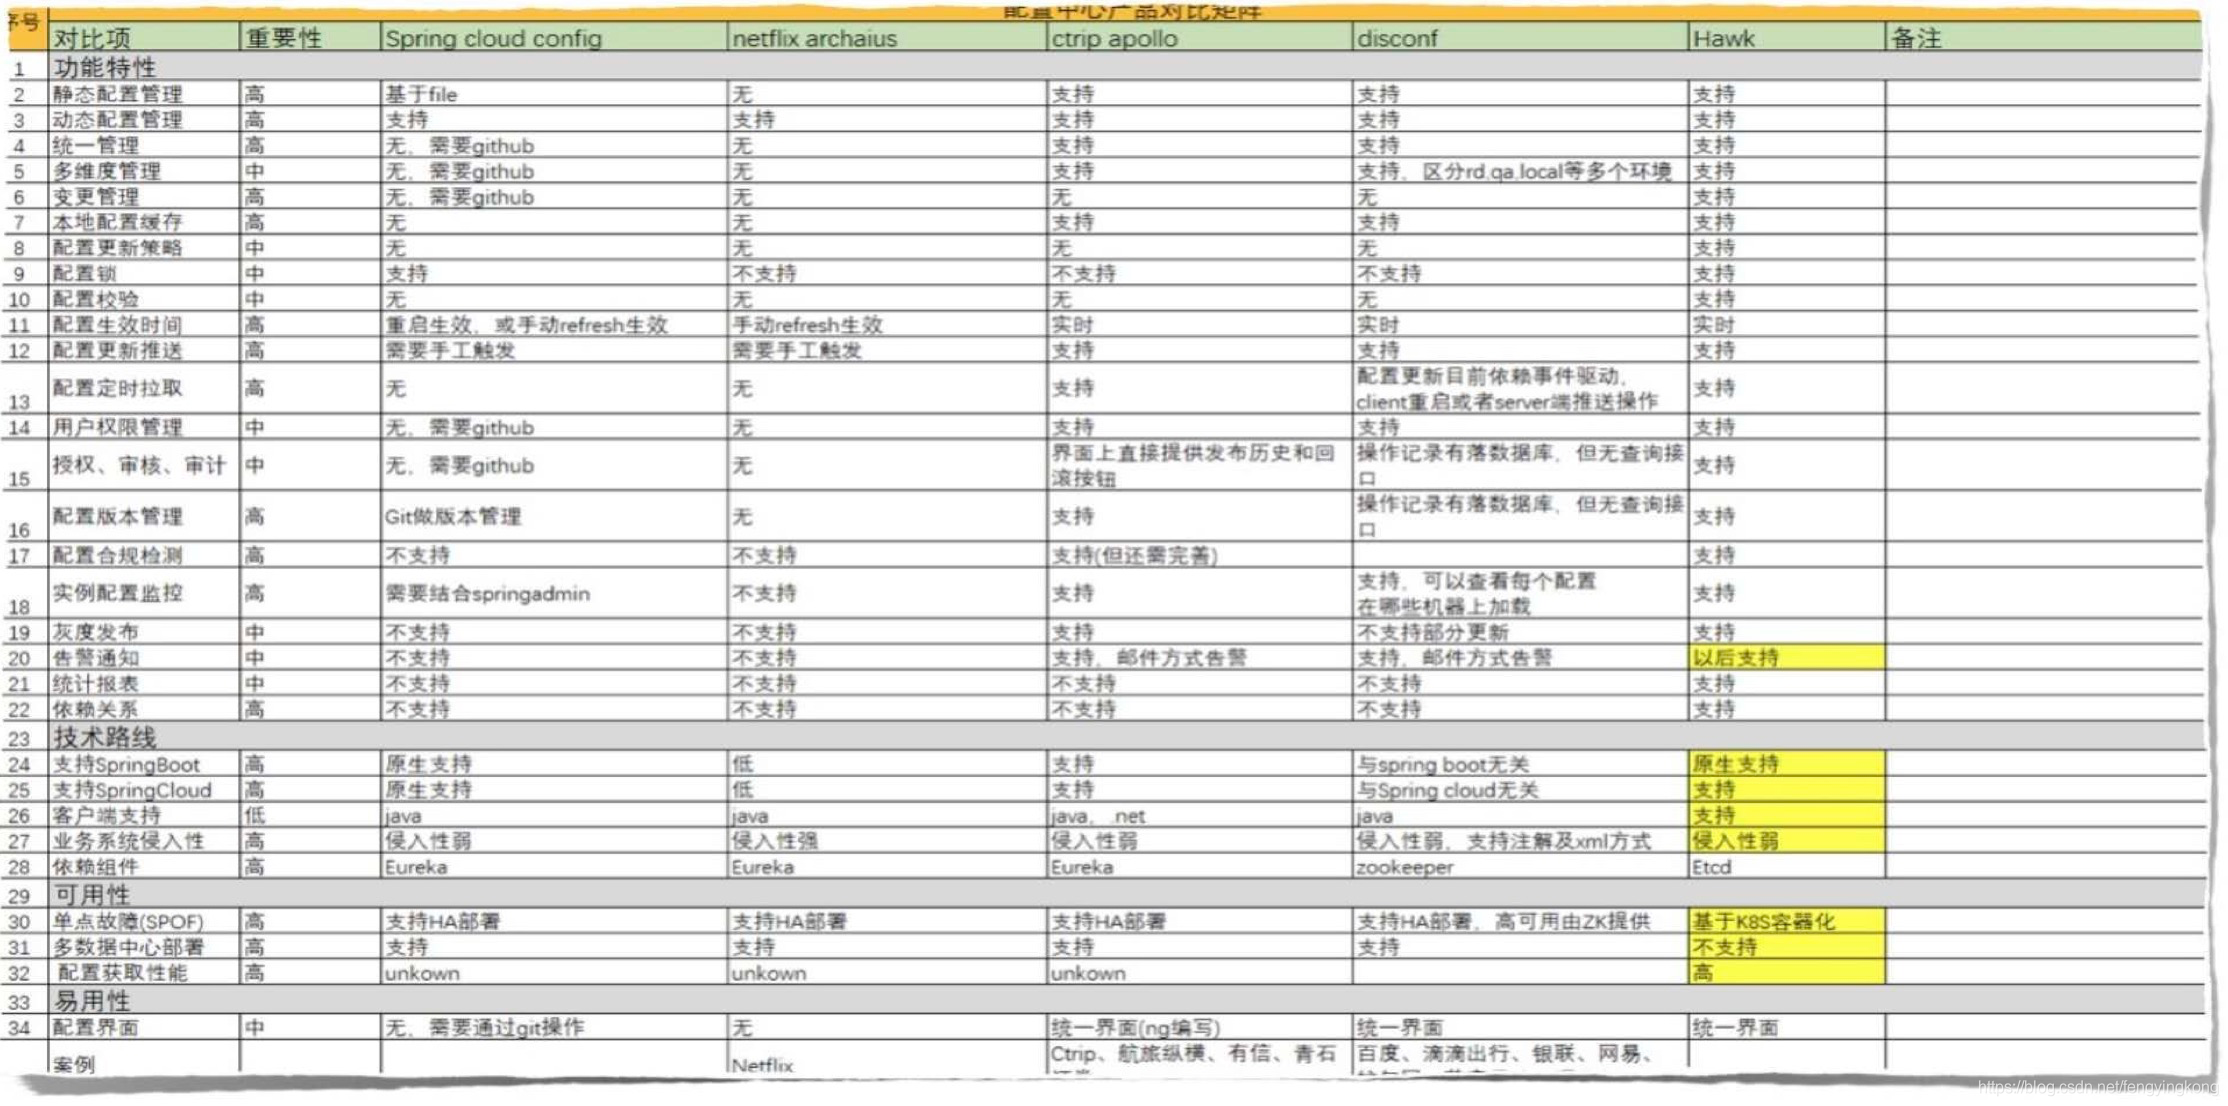 配置中心产品对比矩阵
序号 对比项 重要性 Spring cloud config netflix archaius ctrip apollo disconf Hawk 备注
1 功能特性
2 静态配置管理 高 基于file 无 支持 支持 支持
3 动态配置管理 高 支持 支持 支持 支持 支持
4 统一管理 高 无，需要github 无 支持 支持 支持
5 多维度管理 中 无，需要github 无 支持 支持，区分rd,qa,local等多个环境 支持
6 变更管理 高 无，需要github 无 无 无 支持
7 本地配置缓存 高 无 无 支持 支持 支持
8 配置更新策略 中 无 无 无 无 支持
9 配置锁 中 支持 不支持 不支持 不支持 支持
10 配置校验 中 无 无 无 无 支持
11 配置生效时间 高 重启生效，或手动refresh生效 手动refresh生效 实时 实时 实时
12 配置更新推送 高 需要手工触发 需要手工触发 支持 支持 支持
13 配置定时拉取 高 无 无 支持 配置更新目前依赖事件驱动，
client重启或者server端推送操作 支持
14 用户权限管理 中 无，需要github 无 支持 支持 支持
15 授权、审核、审计 中 无，需要github 无 界面上直接提供发布历史和回
滚按钮 操作记录有落数据库，但无查询接
口 支持
16 配置版本管理 高 Git做版本管理 无 支持 操作记录有落数据库，但无查询接
口 支持
17 配置合规检测 高 不支持 不支持 支持(但还需完善) 支持
18 实例配置监控 高 需要结合springadmin 不支持 支持 支持，可以查看每个配置
在哪些机器上加载 支持
19 灰度发布 中 不支持 不支持 支持 不支持部分更新 支持
20 告警通知 中 不支持 不支持 支持，邮件方式告警 支持，邮件方式告警 以后支持
21 统计报表 中 不支持 不支持 不支持 不支持 支持
22 依赖关系 高 不支持 不支持 不支持 不支持 支持
23 技术路线
24 支持SpringBoot 高 原生支持 低 支持 与spring boot无关 原生支持
25 支持SpringCloud 高 原生支持 低 支持 与Spring cloud无关 支持
26 客户端支持 低 java java java，.net java 支持
27 业务系统侵入性 高 侵入性弱 侵入性强 侵入性弱 侵入性弱，支持注解及xml方式 侵入性弱
28 依赖组件 高 Eureka Eureka Eureka zookeeper Etcd
29 可用性
30 单点故障(SPOF) 高 支持HA部署 支持HA部署 支持HA部署 支持HA部署，高可用由ZK提供 基于K8S容器化
31 多数据中心部署 高 支持 支持 支持 支持 不支持
32 配置获取性能 高 unkown unkown unkown 高
33 易用性
34 配置界面 中 无，需要通过git操作 无 统一界面(ng编写) 统一界面 统一界面
案例 Netflix Ctrip、航旅纵横、有信、青石 百度、滴滴出行、银联、网易、
https://blog.csdn.net/fengyingkong